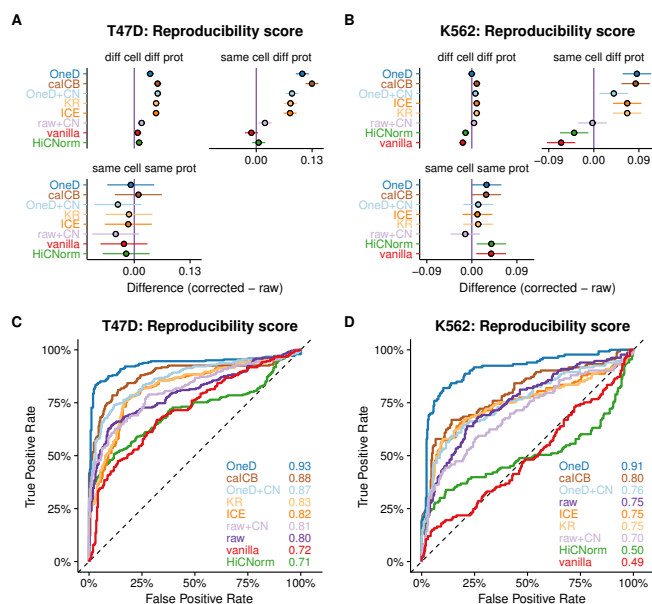 A
T47D: Reproducibility score
diff cell diff prot
same cell diff prot
OneD
caICB
OneD+CN
KR
ICE
raw+CN
vanilla
HiCNorm
0.00
0.13
same cell same prot
OneD
caICB
OneD+CN
KR
ICE
raw+CN
vanilla
HiCNorm
0.00
0.13
Difference (corrected − raw)
B
K562: Reproducibility score
diff cell diff prot
same cell diff prot
OneD
caICB
OneD+CN
ICE
KR
raw+CN
HiCNorm
vanilla
−0.09
0.00
0.09
same cell same prot
OneD
caICB
OneD+CN
ICE
KR
raw+CN
HiCNorm
vanilla
−0.09
0.00
0.09
Difference (corrected − raw)
C
T47D: Reproducibility score
True Positive Rate
100%
75%
50%
25%
0%
OneD 0.93
caICB 0.88
OneD+CN 0.87
KR 0.83
ICE 0.82
raw+CN 0.81
raw 0.80
vanilla 0.72
HiCNorm 0.71
0% 25% 50% 75% 100%
False Positive Rate
D
K562: Reproducibility score
True Positive Rate
100%
75%
50%
25%
0%
OneD 0.91
caICB 0.80
OneD+CN 0.76
raw 0.75
ICE 0.75
KR 0.75
raw+CN 0.70
HiCNorm 0.50
vanilla 0.49
0% 25% 50% 75% 100%
False Positive Rate